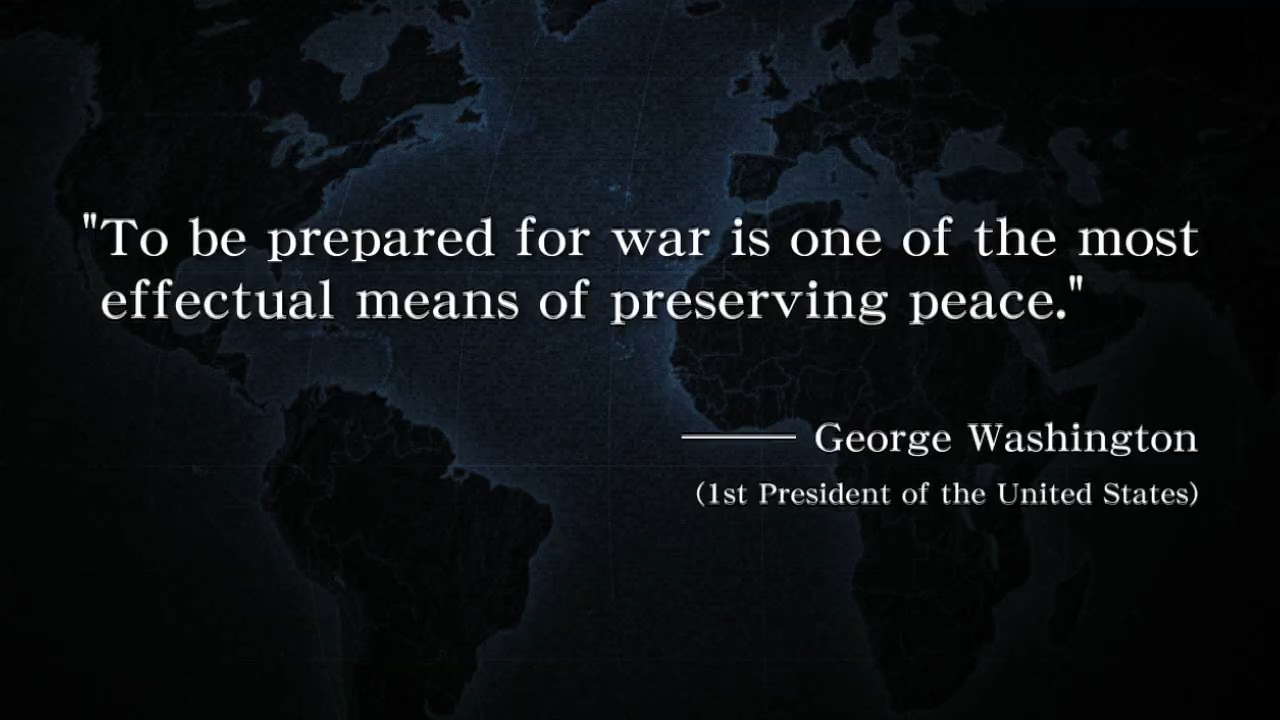 "To be prepared for war is one of the most
effectual means of preserving peace."
—— George Washington
(1st President of the United States)